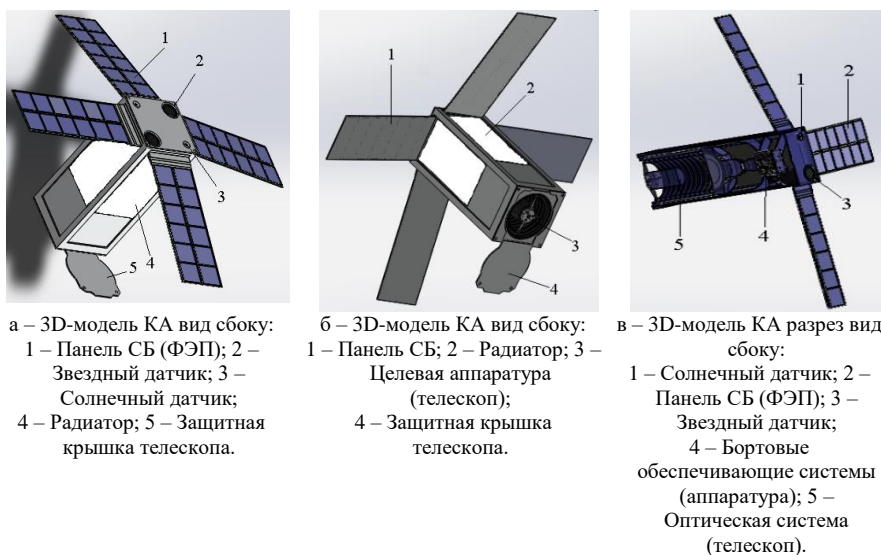 1
2
3
4
5
1
2
3
4
1
2
3
4
5
а – 3D-модель КА вид сбоку:
1 – Панель СБ (ФЭП); 2 –
Звездный датчик; 3 –
Солнечный датчик;
4 – Радиатор; 5 – Защитная
крышка телескопа.
б – 3D-модель КА вид сбоку:
1 – Панель СБ; 2 – Радиатор; 3 –
Целевая аппаратура
(телескоп);
4 – Защитная крышка
телескопа.
в – 3D-модель КА разрез вид
сбоку:
1 – Солнечный датчик; 2 –
Панель СБ (ФЭП); 3 –
Звездный датчик;
4 – Бортовые
обеспечивающие системы
(аппаратура); 5 –
Оптическая система
(телескоп).